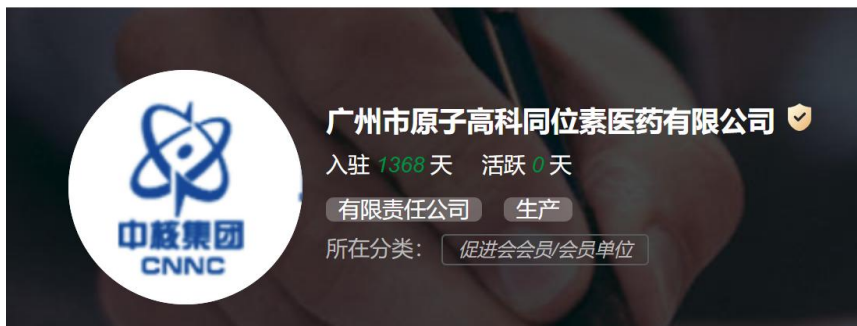 中核集团
CNNC
广州市原子高科同位素医药有限公司
入驻 1368 天 活跃 0 天
有限责任公司 生产
所在分类： 促进会会员/会员单位